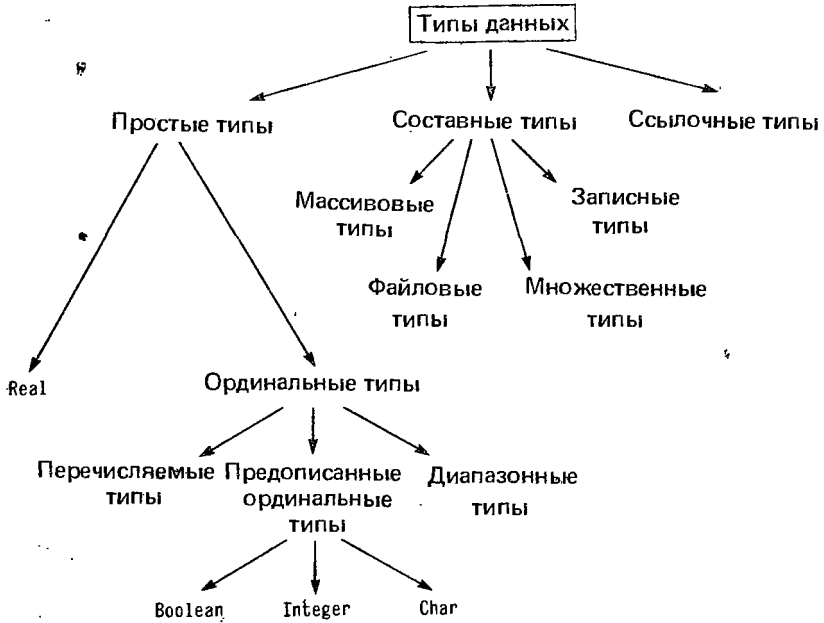 Типы данных
Простые типы
Составные типы
Ссылочные типы
Массивовые
типы
Записные
типы
Файловые
типы
Множественные
типы
Real
Ординальные типы
Перечисляемые
типы
Предописанные
ординальные
типы
Диапазонные
типы
Boolean
Integer
Char